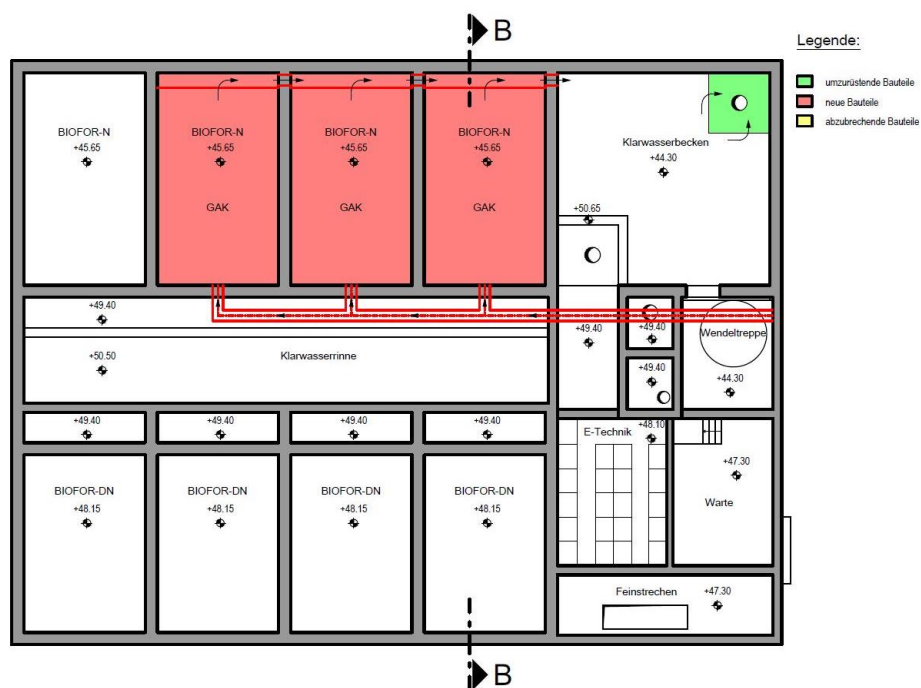 B
Legende:
umzurüstende Bauteile
neue Bauteile
abzubrechende Bauteile
BIOFOR-N
+45.65
BIOFOR-N
+45.65
GAK
BIOFOR-N
+45.65
GAK
BIOFOR-N
+45.65
GAK
Klarwasserbecken
+44.30
+50.65
+49.40
+50.50
Klarwasserrinne
+49.40
+49.40
+49.40
Wendeltreppe
+44.30
+49.40
+49.40
+49.40
+49.40
E-Technik
+48.10
+47.30
Warte
BIOFOR-DN
+48.15
BIOFOR-DN
+48.15
BIOFOR-DN
+48.15
BIOFOR-DN
+48.15
Feinstrechen
+47.30
B